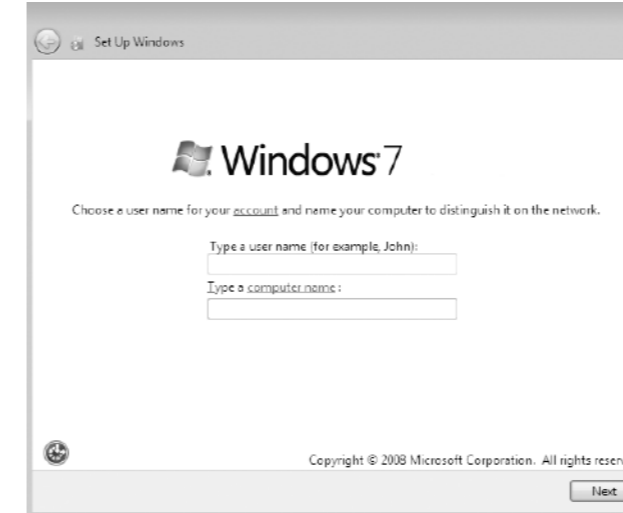 Set Up Windows
Windows 7
Choose a user name for your account and name your computer to distinguish it on the network.
Type a user name (for example, John):
Type a computer name :
Copyright © 2008 Microsoft Corporation. All rights reser
Next